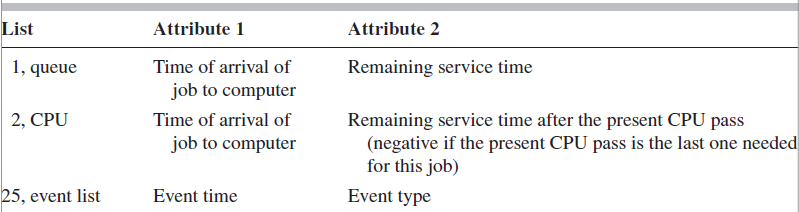 List Attribute 1 Attribute 2
1, queue Time of arrival of Remaining service time
job to computer
2, CPU Time of arrival of Remaining service time after the present CPU pass
job to computer (negative if the present CPU pass is the last one needed
for this job)
25, event list Event time Event type